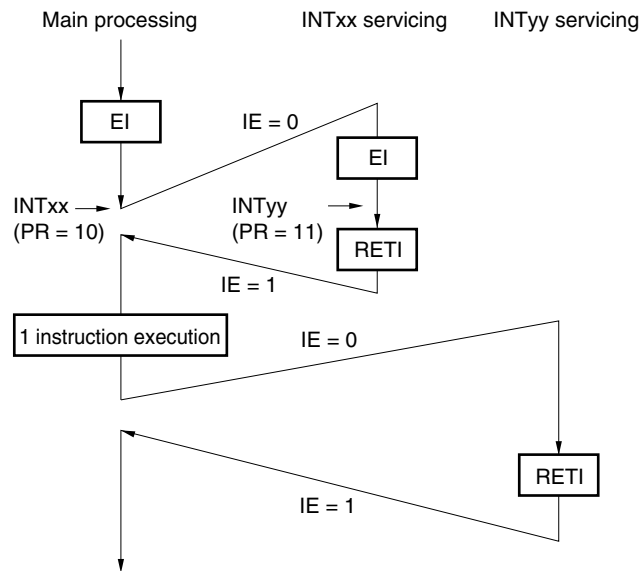 Main processing
INTxx servicing
INTyy servicing
EI
IE = 0
EI
INTxx
(PR = 10)
INTyy
(PR = 11)
RETI
IE = 1
1 instruction execution
IE = 0
RETI
IE = 1